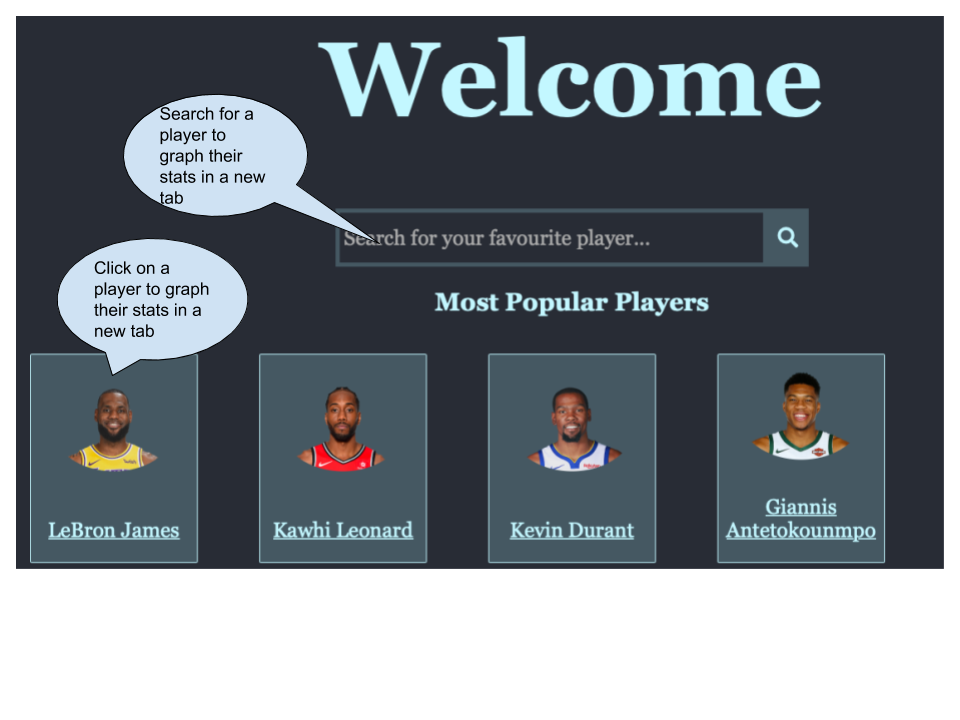 Welcome
Search for a
player to
graph their
stats in a new
tab
Search for your favourite player...
Click on a
player to graph
their stats in a
new tab
Most Popular Players
LeBron James
Kawhi Leonard
Kevin Durant
Giannis
Antetokounmpo